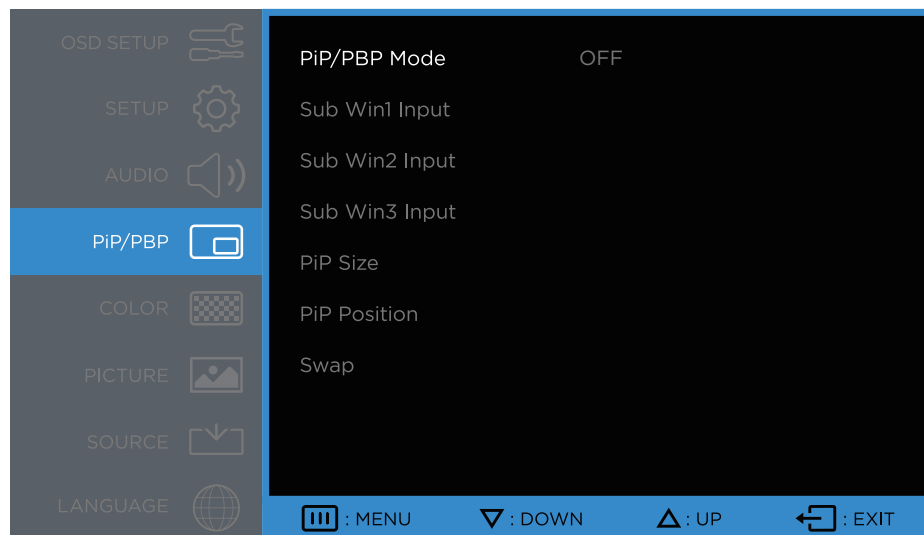 OSD SETUP
SETUP
AUDIO
PiP/PBP
COLOR
PICTURE
SOURCE
LANGUAGE
PiP/PBP Mode OFF
Sub Win1 Input
Sub Win2 Input
Sub Win3 Input
PiP Size
PiP Position
Swap
: MENU : DOWN : UP : EXIT